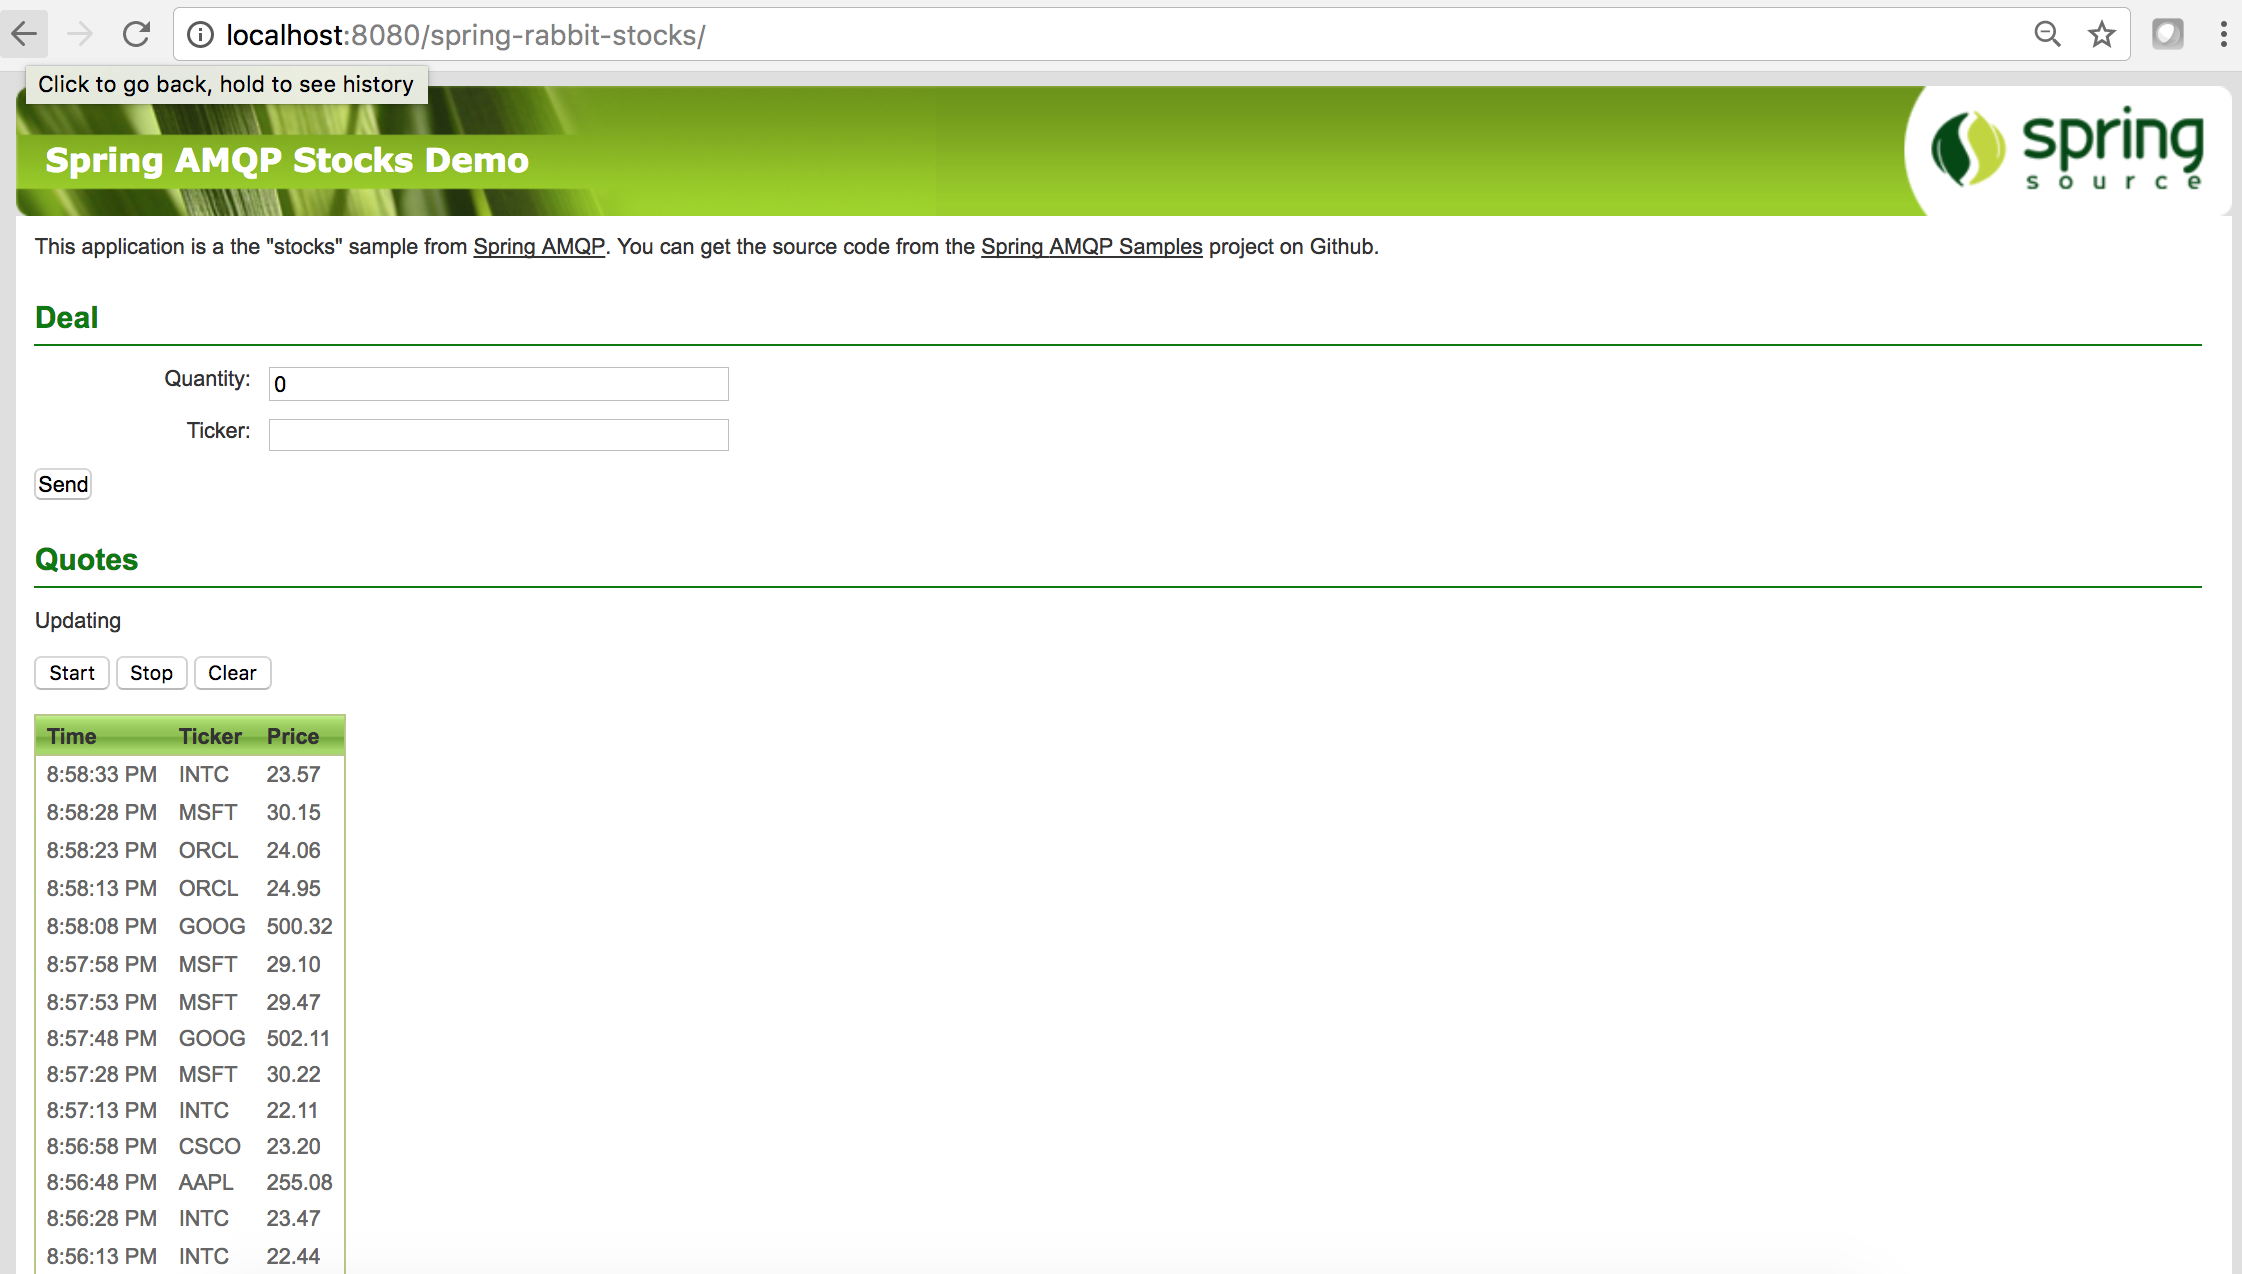 localhost:8080/spring-rabbit-stocks/
Click to go back, hold to see history
Spring AMQP Stocks Demo
spring
source
This application is a the "stocks" sample from Spring AMQP. You can get the source code from the Spring AMQP Samples project on Github.
Deal
Quantity: 0
Ticker:
Send
Quotes
Updating
Start Stop Clear
Time Ticker Price
8:58:33 PM INTC 23.57
8:58:28 PM MSFT 30.15
8:58:23 PM ORCL 24.06
8:58:13 PM ORCL 24.95
8:58:08 PM GOOG 500.32
8:57:58 PM MSFT 29.10
8:57:53 PM MSFT 29.47
8:57:48 PM GOOG 502.11
8:57:28 PM MSFT 30.22
8:57:13 PM INTC 22.11
8:56:58 PM CSCO 23.20
8:56:48 PM AAPL 255.08
8:56:28 PM INTC 23.47
8:56:13 PM INTC 22.44